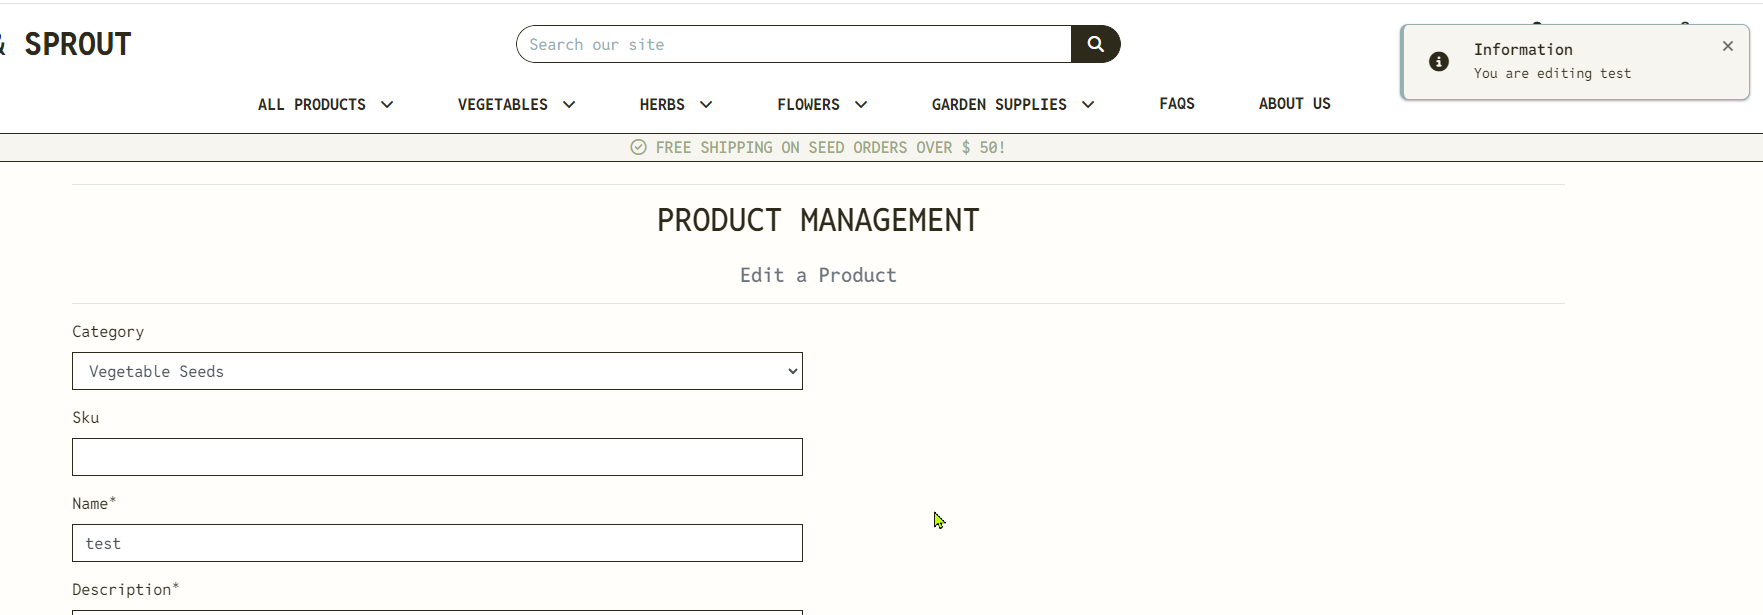 & SPROUT
Search our site
Information
You are editing test
ALL PRODUCTS
VEGETABLES
HERBS
FLOWERS
GARDEN SUPPLIES
FAQS
ABOUT US
FREE SHIPPING ON SEED ORDERS OVER $ 50!
PRODUCT MANAGEMENT
Edit a Product
Category
Vegetable Seeds
Sku
Name*
test
Description*